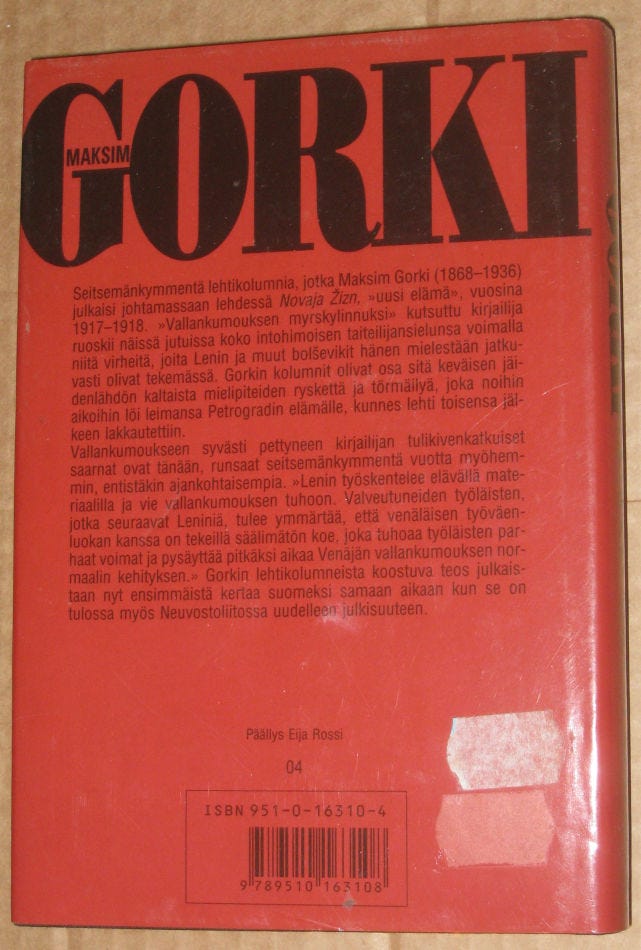 MAKSIM
GORKI
Seitsemänkymmentä lehtikolumnia, jotka Maksim Gorki (1868–1936)
julkaisi johtamassaan lehdessä Novaja Žizn, »uusi elämä», vuosina
1917–1918. »Vallankumouksen myrskylinnuksi» kutsuttu kirjailija
ruoskii näissä jutuissa koko intohimoisen taiteilijansielunsa voimalla
niitä virheitä, joita Lenin ja muut bolševikit hänen mielestään jatku-
vasti olivat tekemässä. Gorkin kolumnit olivat osa sitä keväisen jäi-
denlähdön kaltaista mielipiteiden ryskettä ja törmäilyä, joka noihin
aikoihin löi leimansa Petrogradin elämälle, kunnes lehti toisensa jäl-
keen lakkautettiin.
Vallankumoukseen syvästi pettyneen kirjailijan tulikivenkatkuiset
saarnat ovat tänään, runsaat seitsemänkymmentä vuotta myöhem-
min, entistäkin ajankohtaisempia. »Lenin työskentelee elävällä mate-
riaalilla ja vie vallankumouksen tuhoon. Valveutuneiden työläisten,
jotka seuraavat Leniniä, tulee ymmärtää, että venäläisen työväen-
luokan kanssa on tekeillä säälimätön koe, joka tuhoaa työläisten par-
haat voimat ja pysäyttää pitkäksi aikaa Venäjän vallankumouksen nor-
maalin kehityksen.» Gorkin lehtikolumneista koostuva teos julkais-
taan nyt ensimmäistä kertaa suomeksi samaan aikaan kun se on
tulossa myös Neuvostoliitossa uudelleen julkisuuteen.
Päällys Eija Rossi
04
ISBN 951-0-16310-4
9 789510 163108